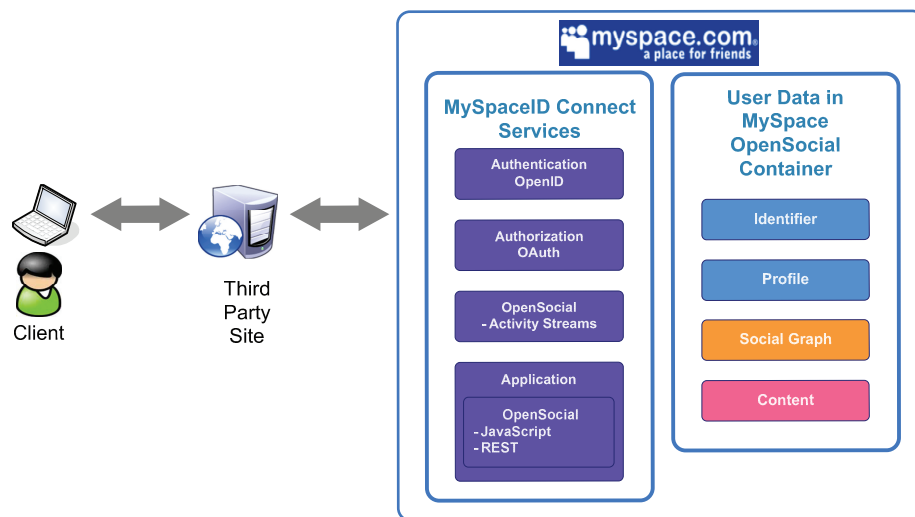 myspace.com®
a place for friends
MySpaceID Connect
Services
Authentication
OpenID
Authorization
OAuth
OpenSocial
- Activity Streams
Application
OpenSocial
- JavaScript
- REST
User Data in
MySpace
OpenSocial
Container
Identifier
Profile
Social Graph
Content
Client
Third
Party
Site